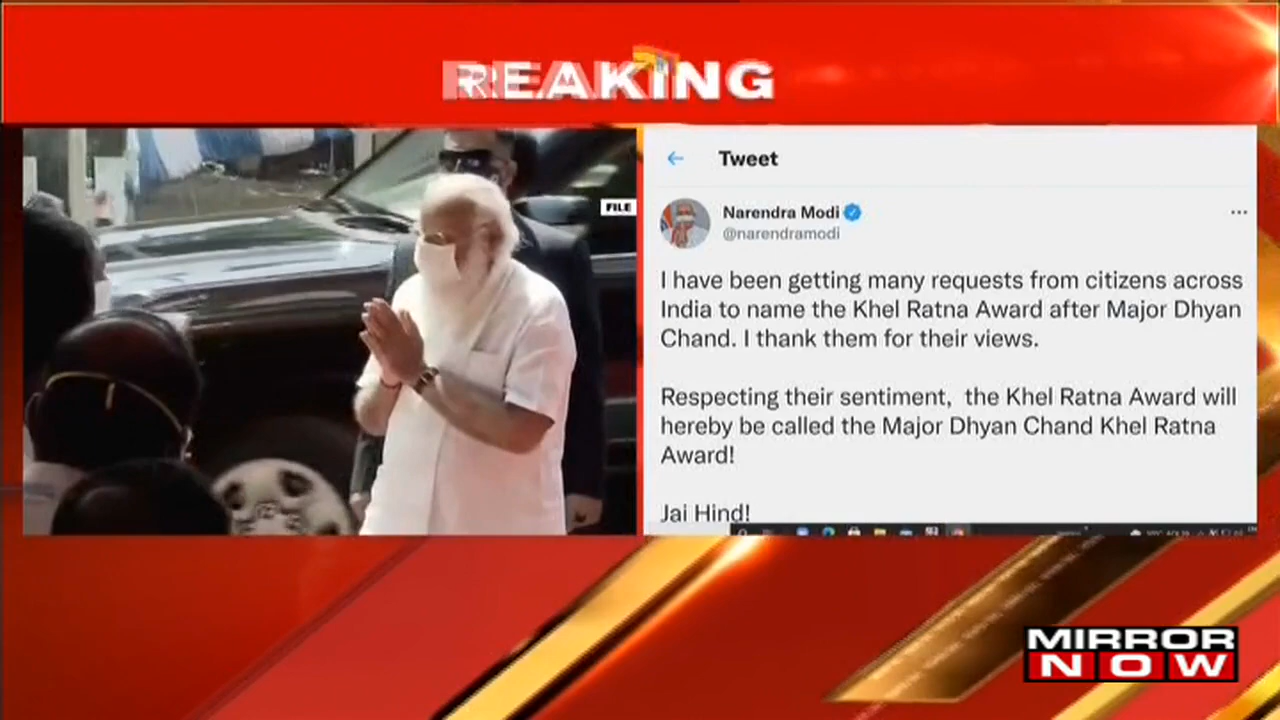 BREAKING
FILE
Tweet
Narendra Modi
@narendramodi
I have been getting many requests from citizens across
India to name the Khel Ratna Award after Major Dhyan
Chand. I thank them for their views.
Respecting their sentiment,  the Khel Ratna Award will
hereby be called the Major Dhyan Chand Khel Ratna
Award!
Jai Hind!
MIRROR
NOW